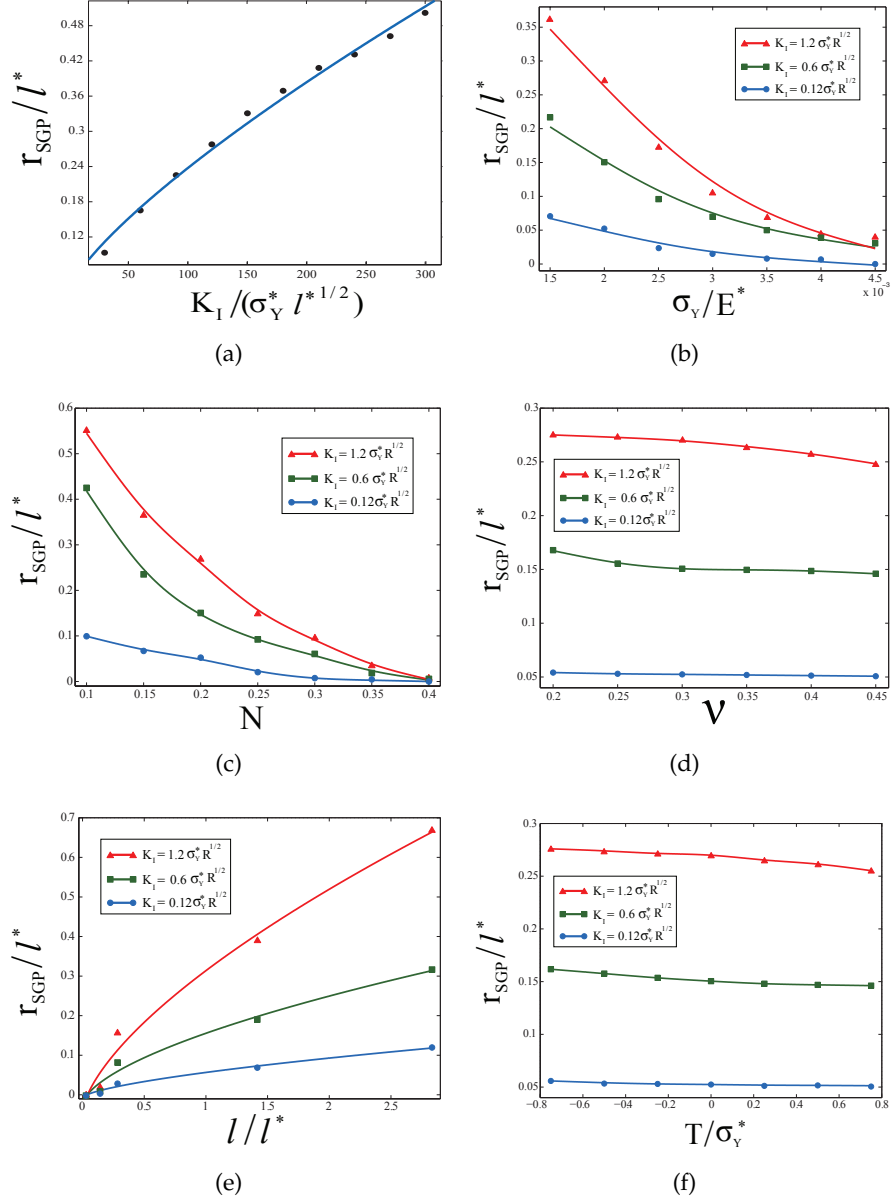 0.48
0.36
0.24
0.12
r_SGP/l*
50 100 150 200 250 300
K_I/(σ*_Y l*^1/2)
(a)
0.35
0.3
0.25
0.2
0.15
0.1
0.05
0
r_SGP/l*
K_I = 1.2 σ*_Y R^1/2
K_I = 0.6 σ*_Y R^1/2
K_I = 0.12σ*_Y R^1/2
1.5 2 2.5 3 3.5 4 4.5
x 10⁻³
σ_Y/E*
(b)
0.6
0.5
0.4
0.3
0.2
0.1
0
r_SGP/l*
K_I = 1.2 σ*_Y R^1/2
K_I = 0.6 σ*_Y R^1/2
K_I = 0.12σ*_Y R^1/2
0.1 0.15 0.2 0.25 0.3 0.35 0.4
N
(c)
0.3
0.25
0.2
0.15
0.1
0.05
r_SGP/l*
K_I = 1.2 σ*_Y R^1/2
K_I = 0.6 σ*_Y R^1/2
K_I = 0.12σ*_Y R^1/2
0.2 0.25 0.3 0.35 0.4 0.45
ν
(d)
0.7
0.6
0.5
0.4
0.3
0.2
0.1
0
r_SGP/l*
K_I = 1.2 σ*_Y R^1/2
K_I = 0.6 σ*_Y R^1/2
K_I = 0.12σ*_Y R^1/2
0 0.5 1 1.5 2 2.5
l/l*
(e)
0.3
0.25
0.2
0.15
0.1
0.05
r_SGP/l*
K_I = 1.2 σ*_Y R^1/2
K_I = 0.6 σ*_Y R^1/2
K_I = 0.12σ*_Y R^1/2
−0.8 −0.6 −0.4 −0.2 0 0.2 0.4 0.6 0.8
T/σ*_Y
(f)